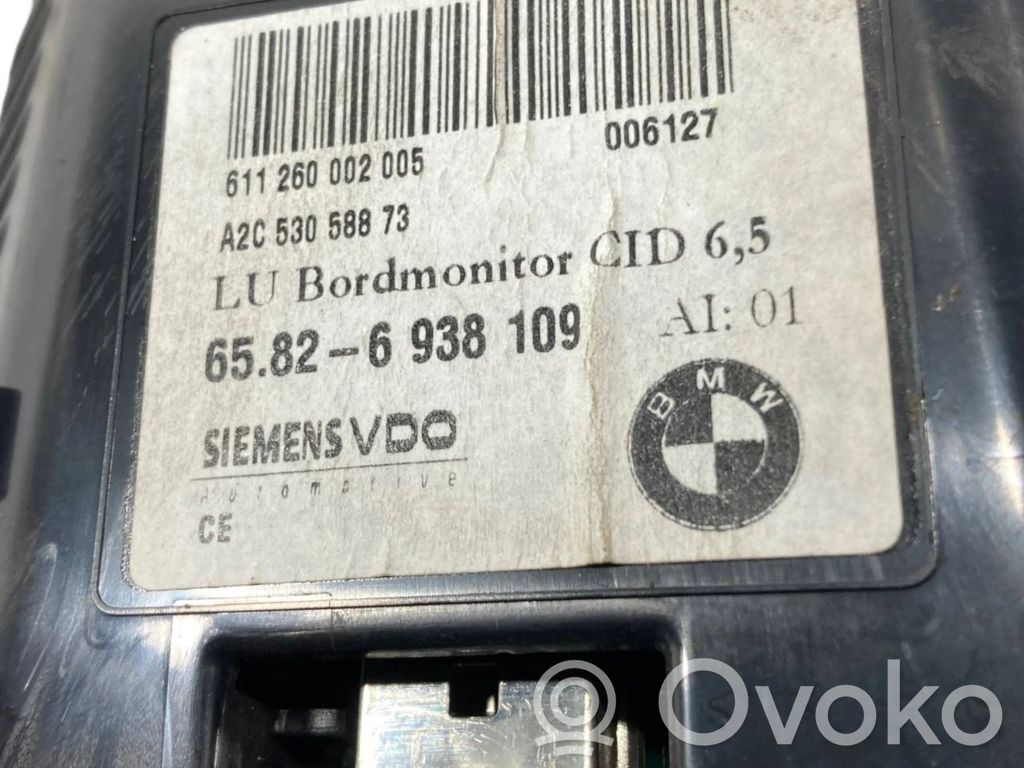 611 260 002 005
006127
A2C 530 588 73
LU Bordmonitor CID 6,5
65.82-6 938 109
AI: 01
BMW
SIEMENS VDO
Automotive
CE
Ovoko